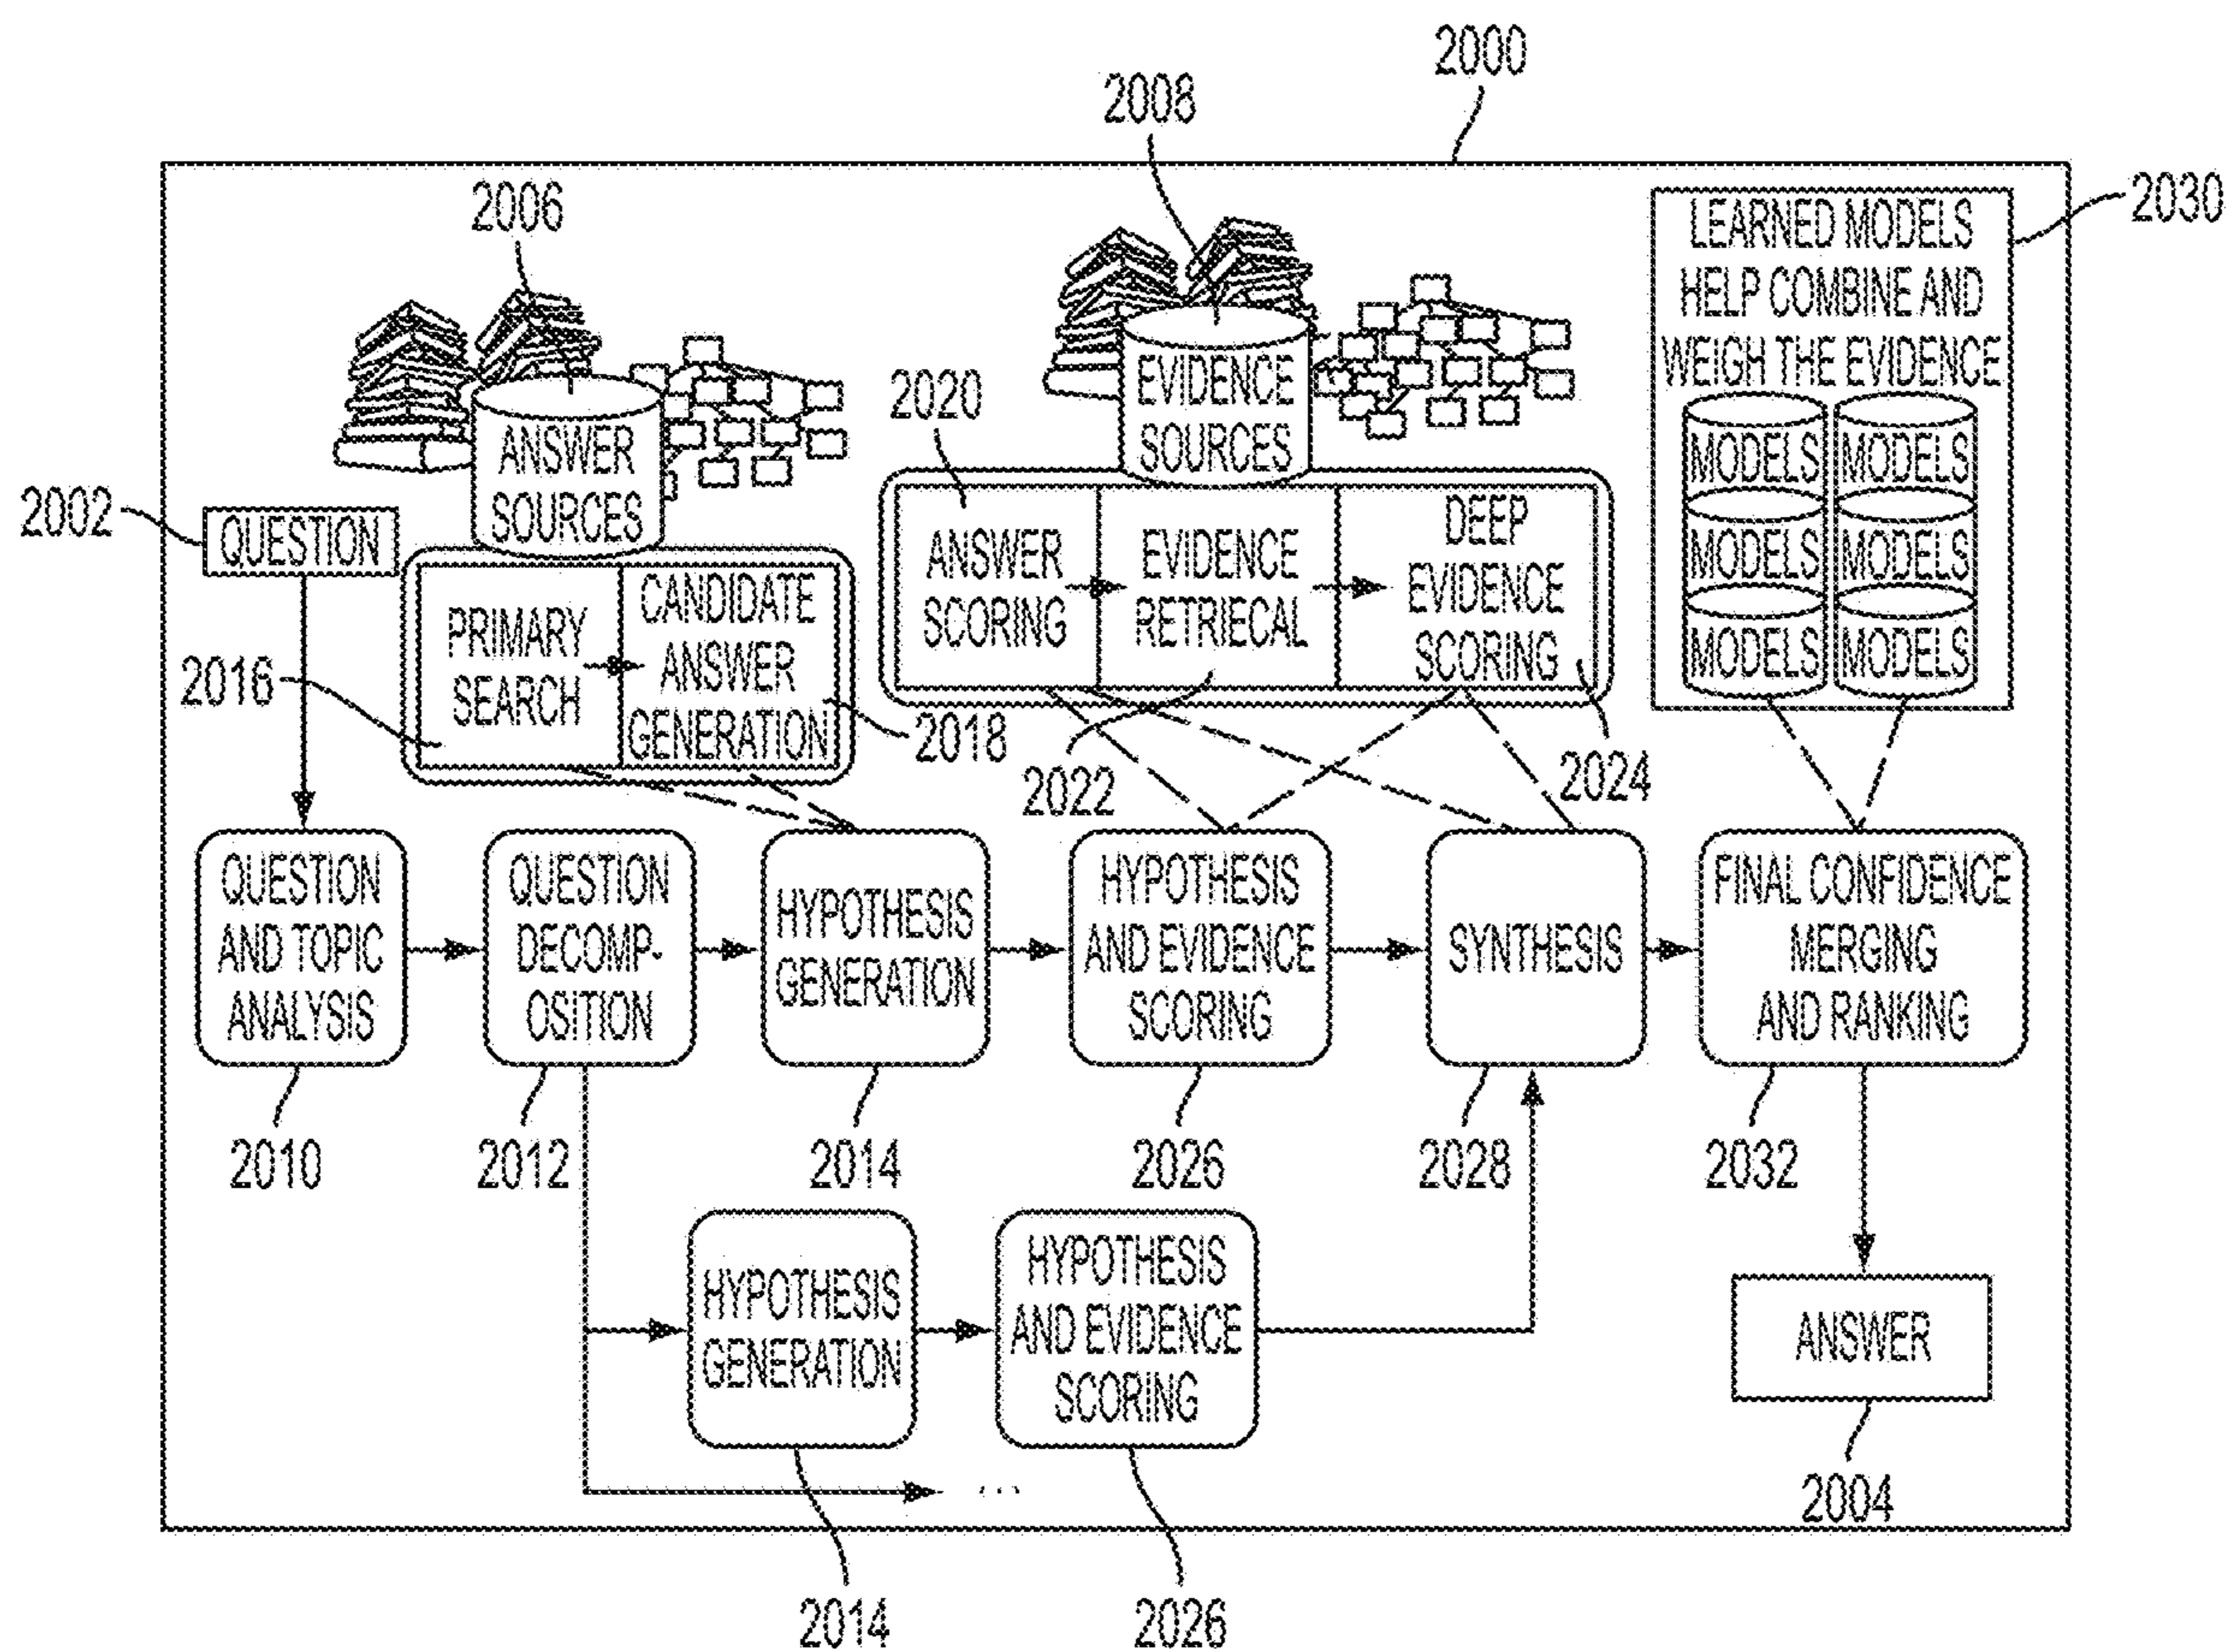 2000
2008
2006
2030
LEARNED MODELS
HELP COMBINE AND
WEIGH THE EVIDENCE
MODELS MODELS
MODELS MODELS
MODELS MODELS
2002
QUESTION
ANSWER
SOURCES
2016
PRIMARY
SEARCH
CANDIDATE
ANSWER
GENERATION
2018
EVIDENCE
SOURCES
2020
ANSWER
SCORING
EVIDENCE
RETRIECAL
2022
DEEP
EVIDENCE
SCORING
2024
QUESTION
AND TOPIC
ANALYSIS
2010
QUESTION
DECOMP-
OSITION
2012
HYPOTHESIS
GENERATION
2014
HYPOTHESIS
AND EVIDENCE
SCORING
2026
SYNTHESIS
2028
FINAL CONFIDENCE
MERGING
AND RANKING
2032
HYPOTHESIS
GENERATION
2014
HYPOTHESIS
AND EVIDENCE
SCORING
2026
...
ANSWER
2004